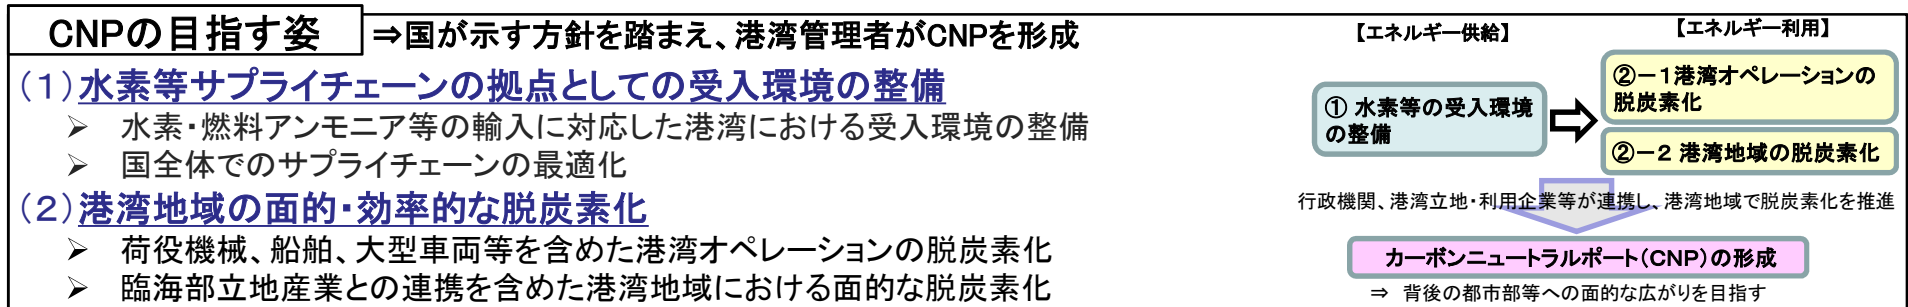 CNPの目指す姿 ⇒国が示す方針を踏まえ、港湾管理者がCNPを形成
(1)水素等サプライチェーンの拠点としての受入環境の整備
➢ 水素・燃料アンモニア等の輸入に対応した港湾における受入環境の整備
➢ 国全体でのサプライチェーンの最適化
(2)港湾地域の面的・効率的な脱炭素化
➢ 荷役機械、船舶、大型車両等を含めた港湾オペレーションの脱炭素化
➢ 臨海部立地産業との連携を含めた港湾地域における面的な脱炭素化
【エネルギー供給】
【エネルギー利用】
① 水素等の受入環境
の整備
②－1港湾オペレーションの
脱炭素化
②－2 港湾地域の脱炭素化
行政機関、港湾立地・利用企業等が連携し、港湾地域で脱炭素化を推進
カーボンニュートラルポート(CNP)の形成
⇒ 背後の都市部等への面的な広がりを目指す